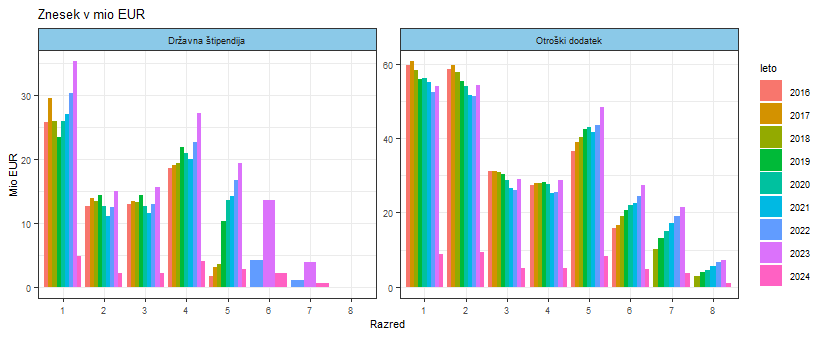 Znesek v mio EUR
Državna štipendija
Otroški dodatek
Mio EUR
30
20
10
0
60
40
20
0
1 2 3 4 5 6 7 8
1 2 3 4 5 6 7 8
Razred
leto
2016
2017
2018
2019
2020
2021
2022
2023
2024